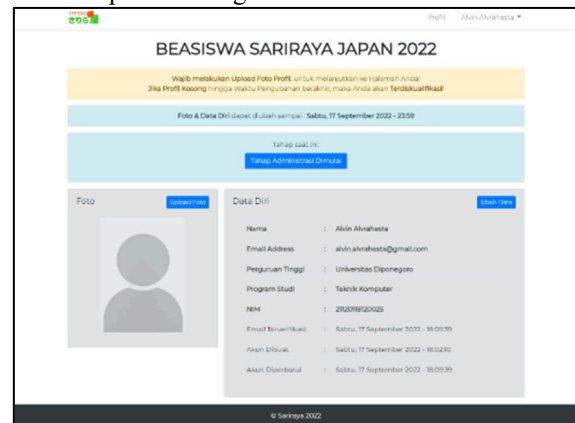 さりら屋
Profil Alvin Alvrahesta
BEASISWA SARIRAYA JAPAN 2022
Wajib melakukan Upload Foto Profil, untuk melanjutkan ke Halaman Anda!
Jika Profil Kosong hingga Waktu Pengubahan berakhir, maka Anda akan Terdiskualifikasi!
Foto & Data Diri dapat diubah sampai: Sabtu, 17 September 2022 - 23:59
Tahap saat ini:
Tahap Administrasi Dimulai
Foto Upload Foto
Data Diri Ubah Data
Nama : Alvin Alvrahesta
Email Address : alvin.alvrahesta@gmail.com
Perguruan Tinggi : Universitas Diponegoro
Program Studi : Teknik Komputer
NIM : 21120118120025
Email Terverifikasi : Sabtu, 17 September 2022 - 18:09:39
Akun Dibuat : Sabtu, 17 September 2022 - 18:02:10
Akun Diperbarui : Sabtu, 17 September 2022 - 18:09:39
© Sariraya 2022